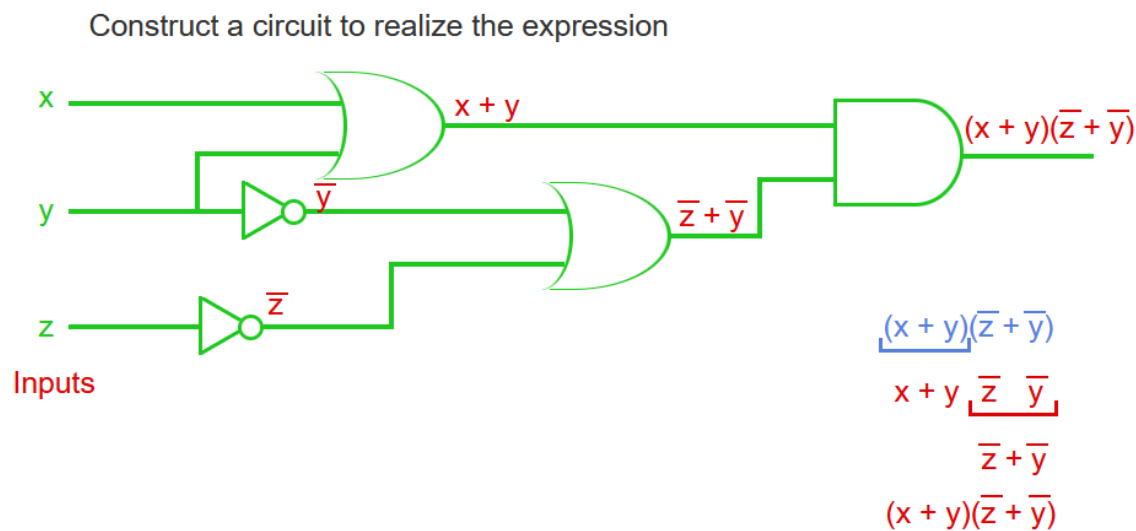 Construct a circuit to realize the expression
x
x + y
(x + y)(z̅ + y̅)
y
y̅
z̅ + y̅
z
z̅
Inputs
(x + y)(z̅ + y̅)
x + y z̅ y̅
z̅ + y̅
(x + y)(z̅ + y̅)